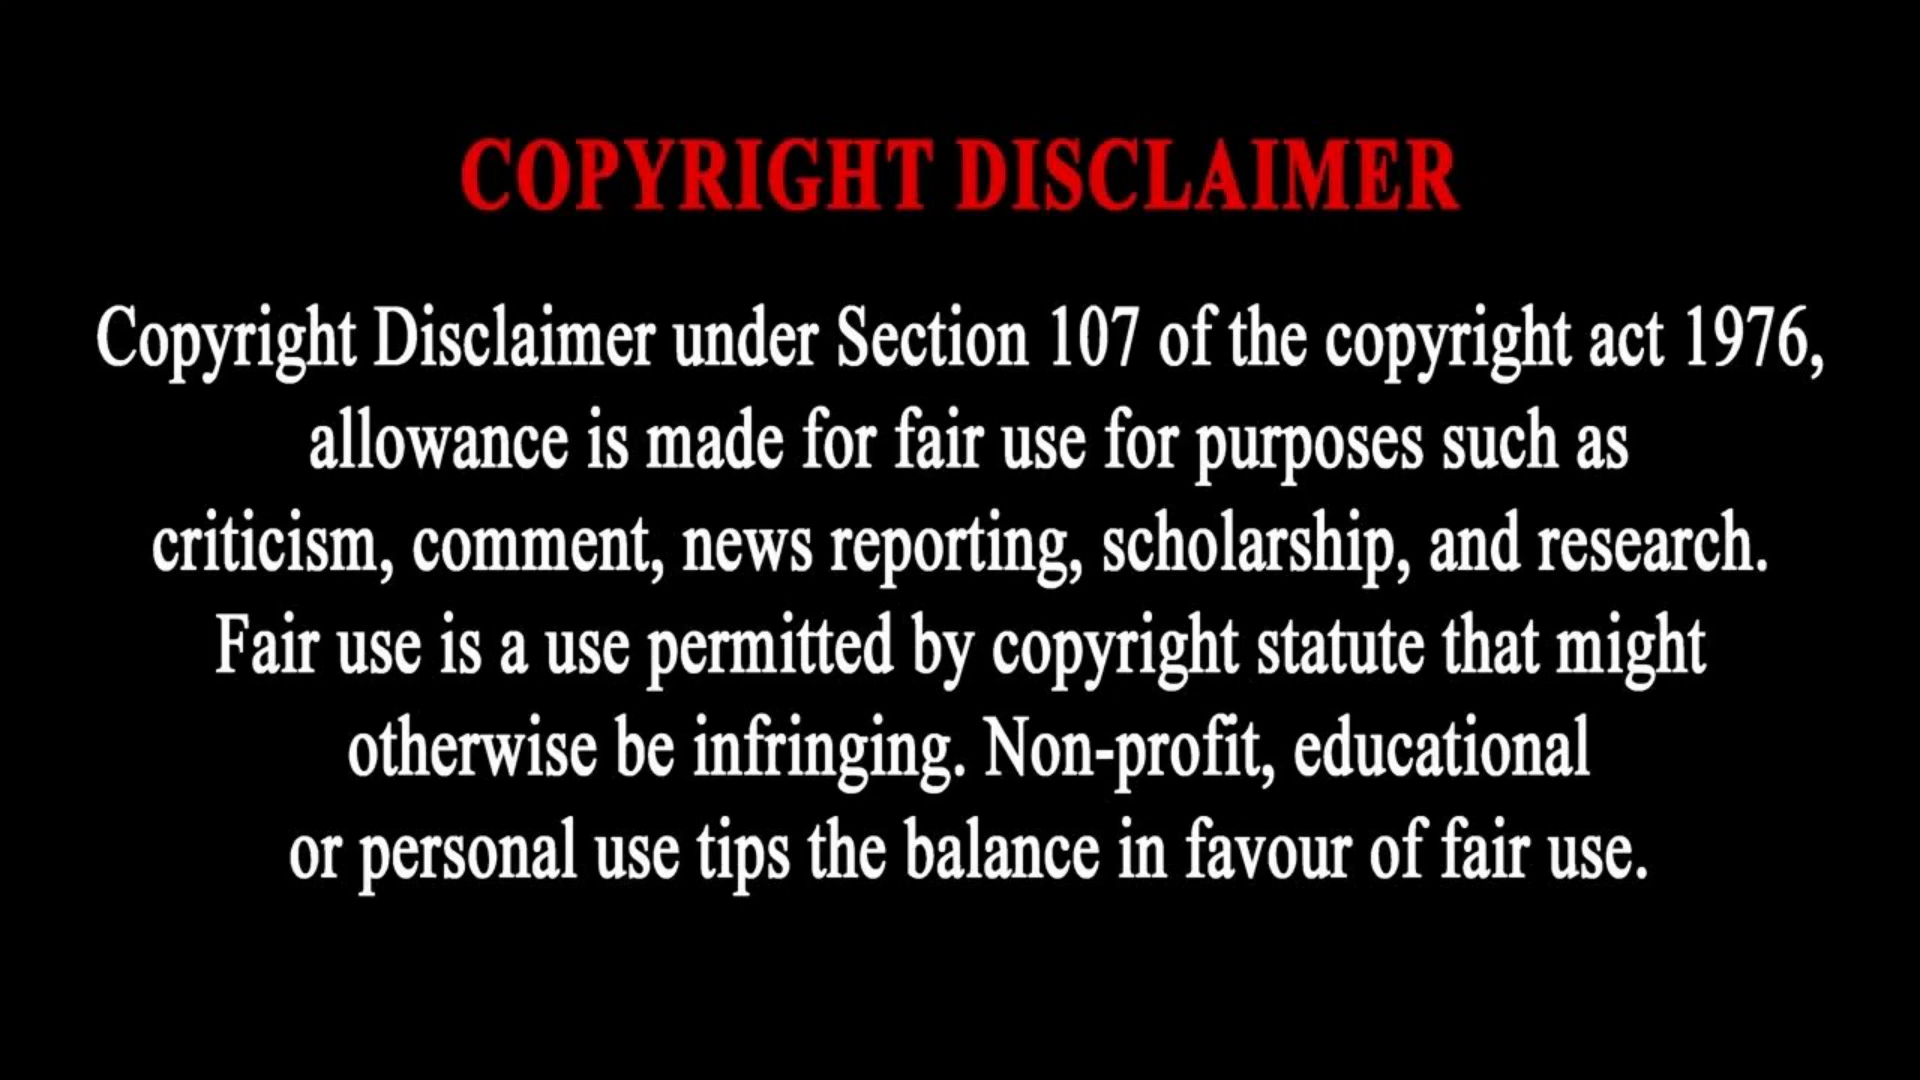 COPYRIGHT DISCLAIMER
Copyright Disclaimer under Section 107 of the copyright act 1976,
allowance is made for fair use for purposes such as
criticism, comment, news reporting, scholarship, and research.
Fair use is a use permitted by copyright statute that might
otherwise be infringing. Non-profit, educational
or personal use tips the balance in favour of fair use.